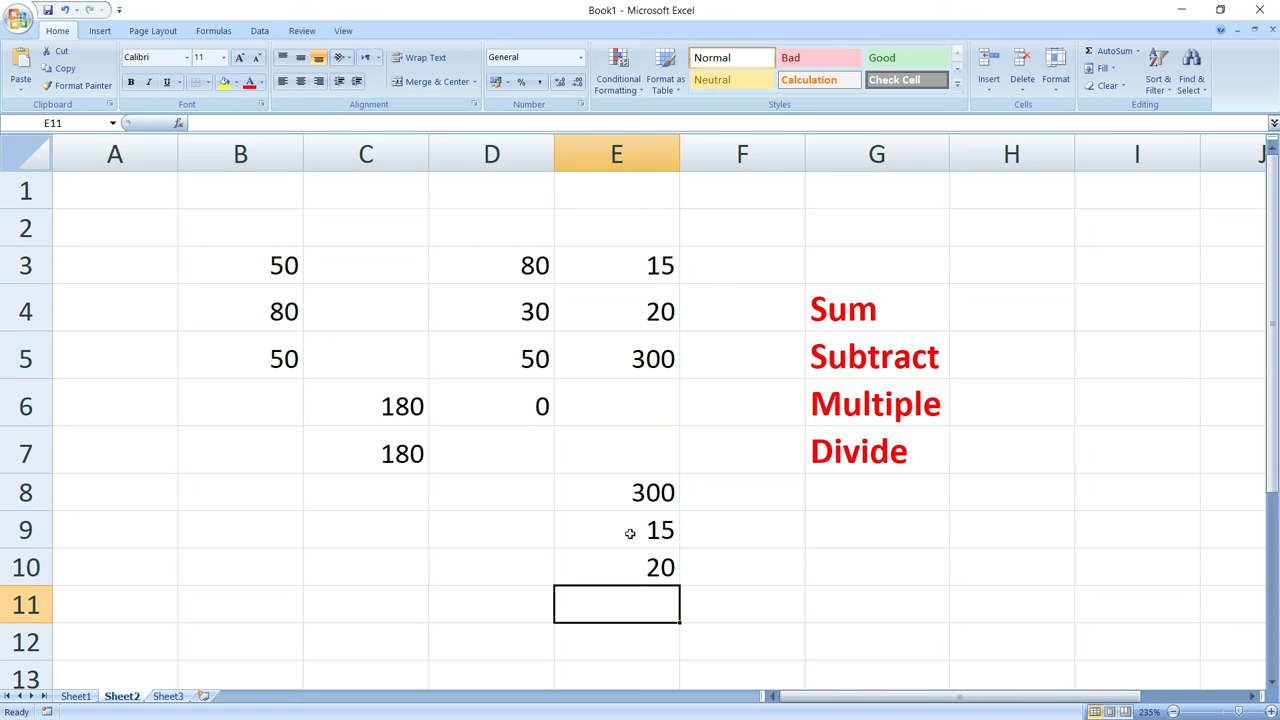 Book1 - Microsoft Excel
Home Insert Page Layout Formulas Data Review View
Paste
Cut
Copy
Format Painter
Clipboard
Calibri 11
B I U
Font
Wrap Text
Merge & Center
Alignment
General
% ,
Number
Conditional Formatting
Format as Table
Normal Bad Good
Neutral Calculation Check Cell
Styles
Insert Delete Format
Cells
Σ AutoSum
Fill
Clear
Sort & Filter
Find & Select
Editing
E11 fx
A B C D E F G H I J
1
2
3 50 80 15
4 80 30 20 Sum
5 50 50 300 Subtract
6 180 0 Multiple
7 180 Divide
8 300
9 15
10 20
11
12
13
Sheet1 Sheet2 Sheet3
Ready 235%